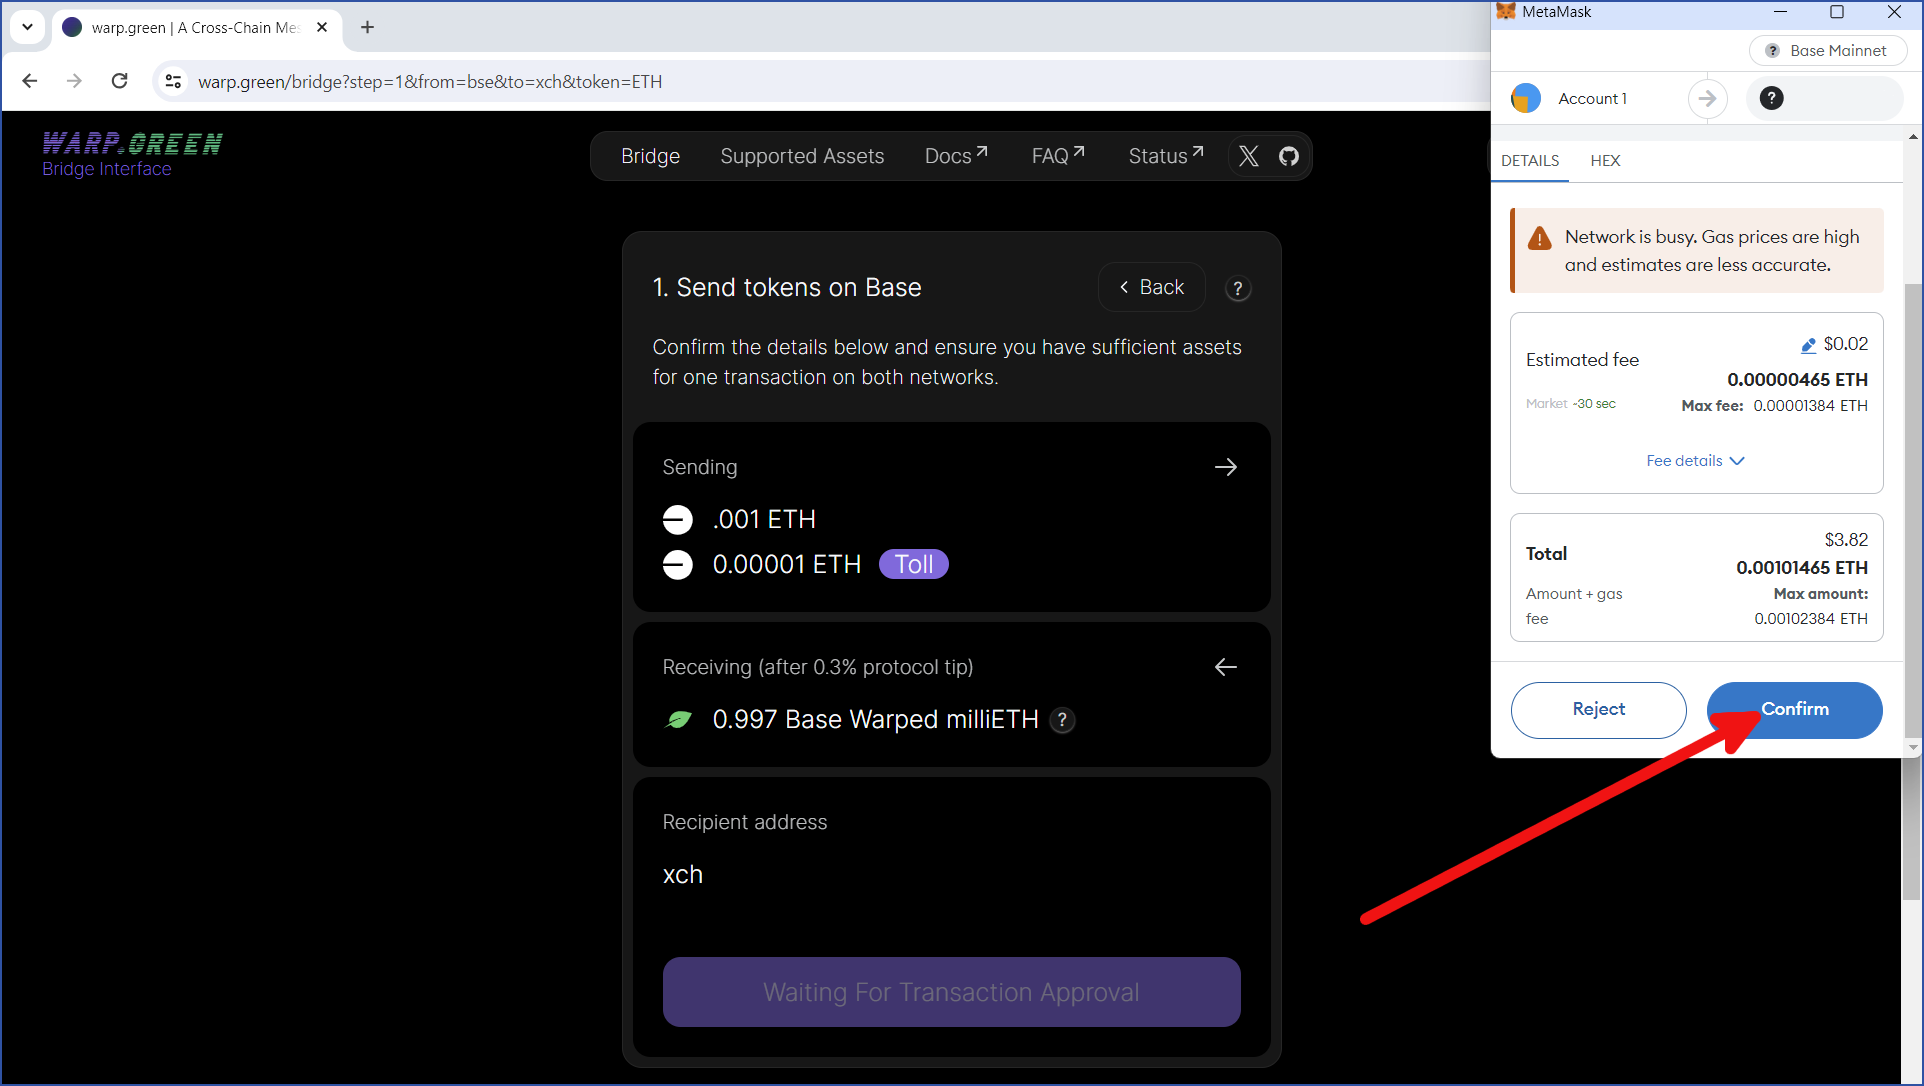 warp.green | A Cross-Chain Mes
warp.green/bridge?step=1&from=bse&to=xch&token=ETH
WARP.GREEN
Bridge Interface
Bridge
Supported Assets
Docs
FAQ
Status
1. Send tokens on Base
Back
?
Confirm the details below and ensure you have sufficient assets
for one transaction on both networks.
Sending
.001 ETH
0.00001 ETH Toll
Receiving (after 0.3% protocol tip)
0.997 Base Warped milliETH ?
Recipient address
xch
Waiting For Transaction Approval
MetaMask
? Base Mainnet
Account 1
?
DETAILS HEX
Network is busy. Gas prices are high
and estimates are less accurate.
$0.02
Estimated fee
0.00000465 ETH
Market ~30 sec Max fee: 0.00001384 ETH
Fee details
$3.82
Total
0.00101465 ETH
Amount + gas
fee
Max amount:
0.00102384 ETH
Reject
Confirm